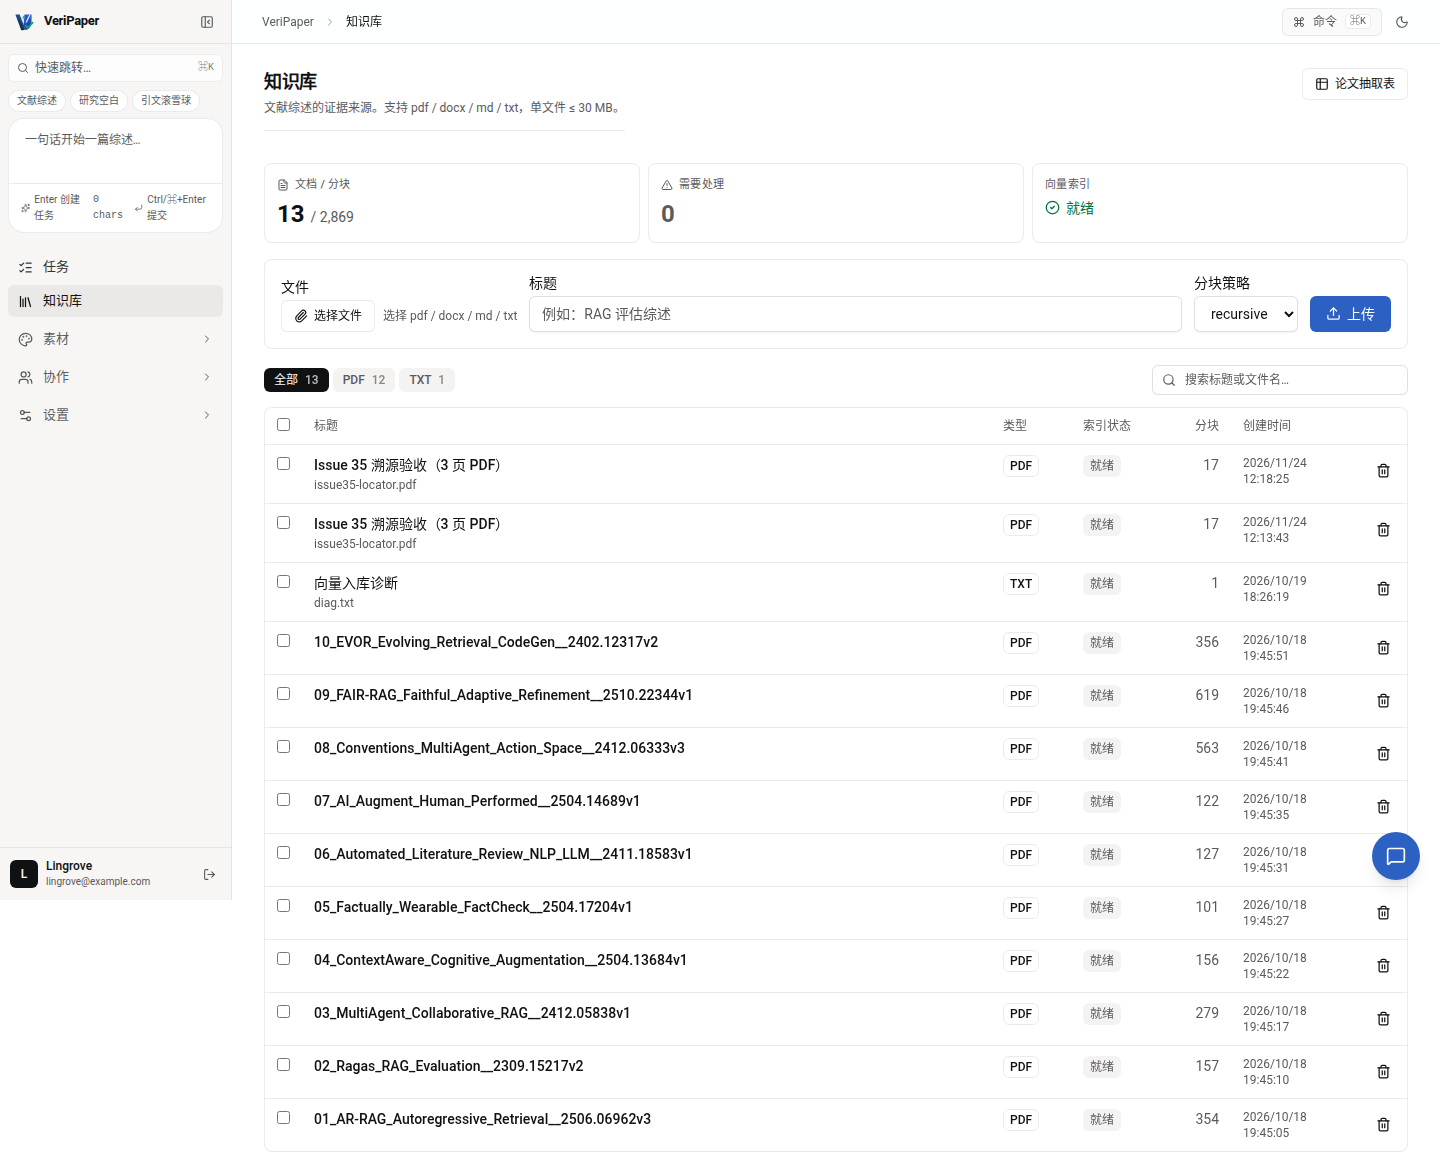 VeriPaper
快速跳转... ⌘K
文献综述 研究空白 引文滚雪球
一句话开始一篇综述...
Enter 创建任务 0 chars Ctrl/⌘+Enter 提交
任务
知识库
素材
协作
设置
L
Lingrove
lingrove@example.com
VeriPaper 知识库
命令 ⌘K
知识库
文献综述的证据来源。支持 pdf / docx / md / txt，单文件 ≤ 30 MB。
论文抽取表
文档 / 分块
13 / 2,869
需要处理
0
向量索引
就绪
文件
选择文件 选择 pdf / docx / md / txt
标题
例如：RAG 评估综述
分块策略
recursive
上传
全部 13 PDF 12 TXT 1
搜索标题或文件名...
标题 类型 索引状态 分块 创建时间
Issue 35 溯源验收（3 页 PDF） PDF 就绪 17 2026/11/24
issue35-locator.pdf 12:18:25
Issue 35 溯源验收（3 页 PDF） PDF 就绪 17 2026/11/24
issue35-locator.pdf 12:13:43
向量入库诊断 TXT 就绪 1 2026/10/19
diag.txt 18:26:19
10_EVOR_Evolving_Retrieval_CodeGen__2402.12317v2 PDF 就绪 356 2026/10/18
19:45:51
09_FAIR-RAG_Faithful_Adaptive_Refinement__2510.22344v1 PDF 就绪 619 2026/10/18
19:45:46
08_Conventions_MultiAgent_Action_Space__2412.06333v3 PDF 就绪 563 2026/10/18
19:45:41
07_AI_Augment_Human_Performed__2504.14689v1 PDF 就绪 122 2026/10/18
19:45:35
06_Automated_Literature_Review_NLP_LLM__2411.18583v1 PDF 就绪 127 2026/10/18
19:45:31
05_Factually_Wearable_FactCheck__2504.17204v1 PDF 就绪 101 2026/10/18
19:45:27
04_ContextAware_Cognitive_Augmentation__2504.13684v1 PDF 就绪 156 2026/10/18
19:45:22
03_MultiAgent_Collaborative_RAG__2412.05838v1 PDF 就绪 279 2026/10/18
19:45:17
02_Ragas_RAG_Evaluation__2309.15217v2 PDF 就绪 157 2026/10/18
19:45:10
01_AR-RAG_Autoregressive_Retrieval__2506.06962v3 PDF 就绪 354 2026/10/18
19:45:05